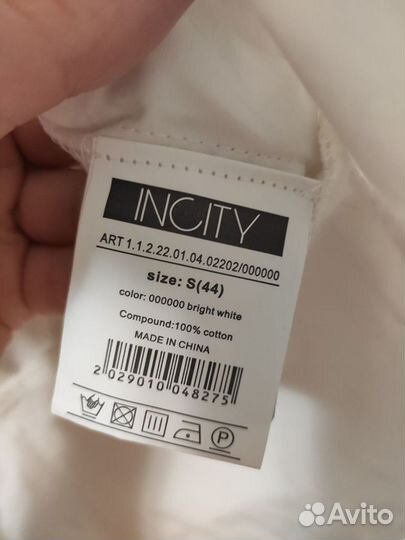 INCITY
ART 1.1.2.22.01.04.02202/000000
size: S(44)
color: 000000 bright white
Compound:100% cotton
MADE IN CHINA
2 029010 048275
P
Avito